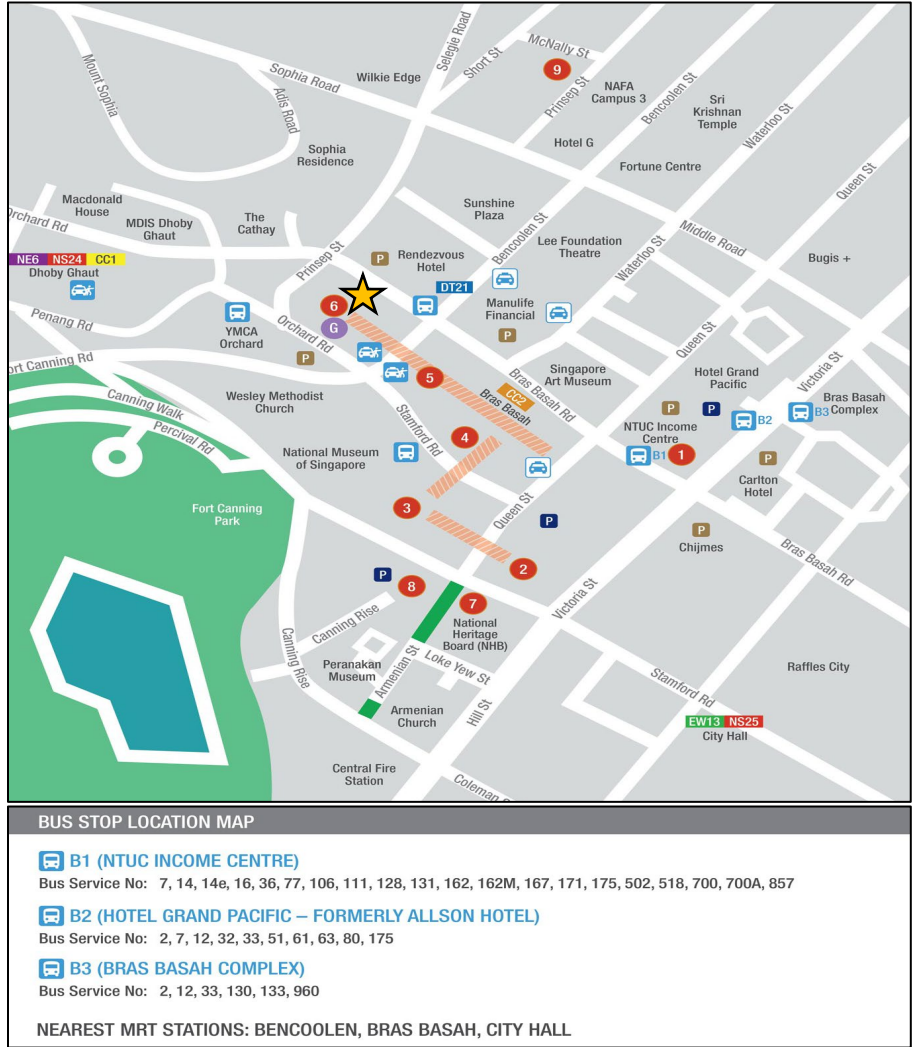 Selegie Road
McNally St
Short St
9
Wilkie Edge
Sophia Road
Mount Sophia
Adis Road
Prinsep St
NAFA
Campus 3
Bencoolen St
Sri
Krishnan
Temple
Waterloo St
Hotel G
Sophia
Residence
Fortune Centre
Queen St
Macdonald
House
Sunshine
Plaza
Orchard Rd
MDIS Dhoby
Ghaut
The
Cathay
Bencoolen St
Lee Foundation
Theatre
Middle Road
Waterloo St
Bugis +
NE6 NS24 CC1
Dhoby Ghaut
Prinsep St
P
Rendezvous
Hotel
DT21
Manulife
Financial
6
G
Penang Rd
YMCA
Orchard
Orchard Rd
P
P
Queen St
Victoria St
Fort Canning Rd
5
Singapore
Art Museum
Hotel Grand
Pacific
Canning Walk
Wesley Methodist
Church
CC2
Bras Basah
Bras Basah Rd
Bras Basah
Complex
P
P
B3
B2
Percival Rd
Stamford Rd
4
NTUC Income
Centre
B1
1
P
National Museum
of Singapore
Carlton
Hotel
Fort Canning
Park
3
Queen St
P
P
Chijmes
Bras Basah Rd
2
P
8
7
Victoria St
National
Heritage
Board (NHB)
Canning Rise
Canning Rise
Peranakan
Museum
Armenian St
Loke Yew St
Raffles City
Stamford Rd
Armenian
Church
Hill St
EW13 NS25
City Hall
Central Fire
Station
Coleman S
BUS STOP LOCATION MAP
B1 (NTUC INCOME CENTRE)
Bus Service No: 7, 14, 14e, 16, 36, 77, 106, 111, 128, 131, 162, 162M, 167, 171, 175, 502, 518, 700, 700A, 857
B2 (HOTEL GRAND PACIFIC – FORMERLY ALLSON HOTEL)
Bus Service No: 2, 7, 12, 32, 33, 51, 61, 63, 80, 175
B3 (BRAS BASAH COMPLEX)
Bus Service No: 2, 12, 33, 130, 133, 960
NEAREST MRT STATIONS: BENCOOLEN, BRAS BASAH, CITY HALL